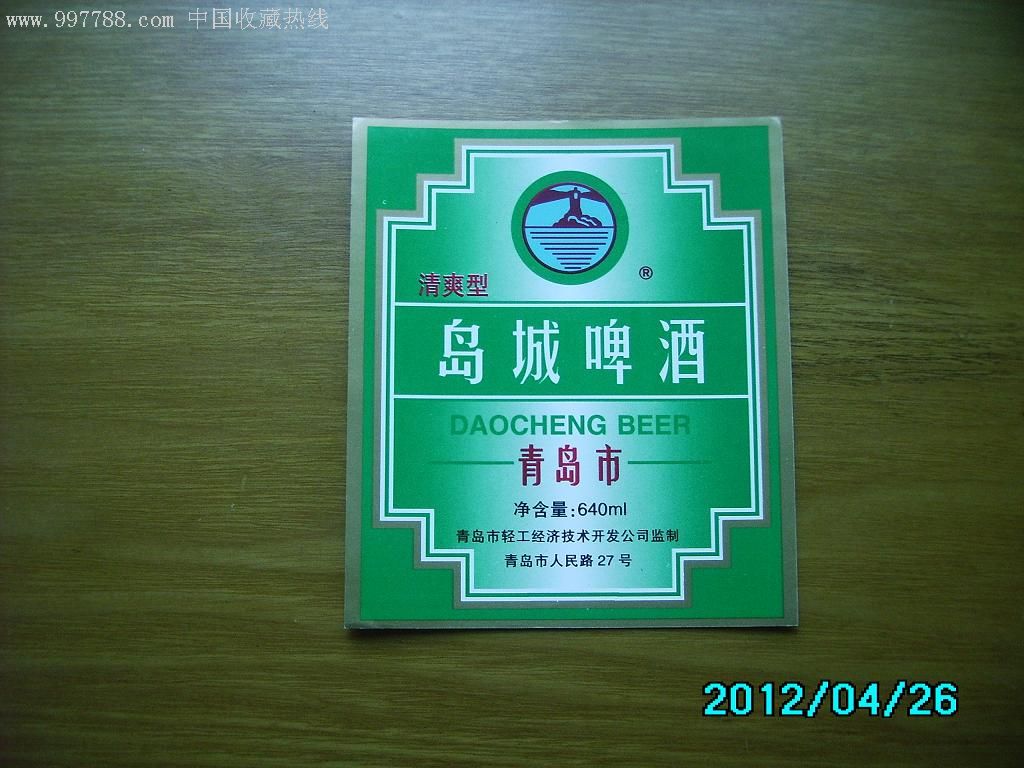 www.997788.com 中国收藏热线
®
清爽型
岛城啤酒
DAOCHENG BEER
青岛市
净含量:640ml
青岛市轻工经济技术开发公司监制
青岛市人民路27号
2012/04/26